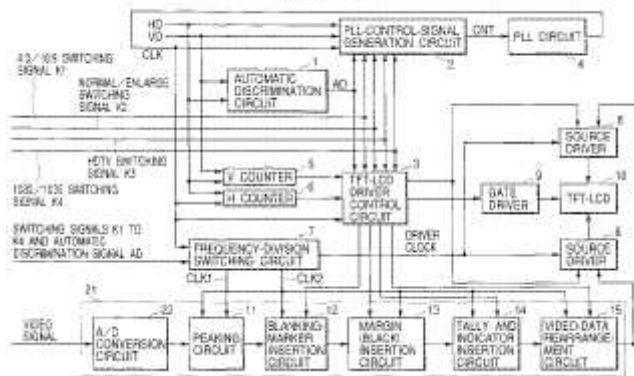 HD
VD
CLK
PLL-CONTROL-SIGNAL
GENERATION CIRCUIT
2
CNT
PLL CIRCUIT
4
4:3/16:9 SWITCHING
SIGNAL K1
NORMAL/ENLARGE
SWITCHING
SIGNAL K2
1
AUTOMATIC
DISCRIMINATION
CIRCUIT
AD
HDTV SWITCHING
SIGNAL K3
SWITCHING
SIGNAL K4
5
V COUNTER
6
H COUNTER
3
TFT-LCD
DRIVER
CONTROL
CIRCUIT
8
SOURCE
DRIVER
9
GATE
DRIVER
10
TFT-LCD
8
SOURCE
DRIVER
SWITCHING SIGNALS K1 TO
K4 AND AUTOMATIC
DISCRIMINATION SIGNAL AD
7
FREQUENCY-DIVISION
SWITCHING CIRCUIT
DRIVER
CLOCK
CLK1
CLK2
21
VIDEO
SIGNAL
22
A/D
CONVERSION
CIRCUIT
11
PEAKING
CIRCUIT
12
BLANKING-
MARKER
INSERTION
CIRCUIT
13
MARGIN
(BLACK)
INSERTION
CIRCUIT
14
TALLY AND
INDICATOR
INSERTION
CIRCUIT
15
VIDEO-DATA
REARRANGE-
MENT
CIRCUIT